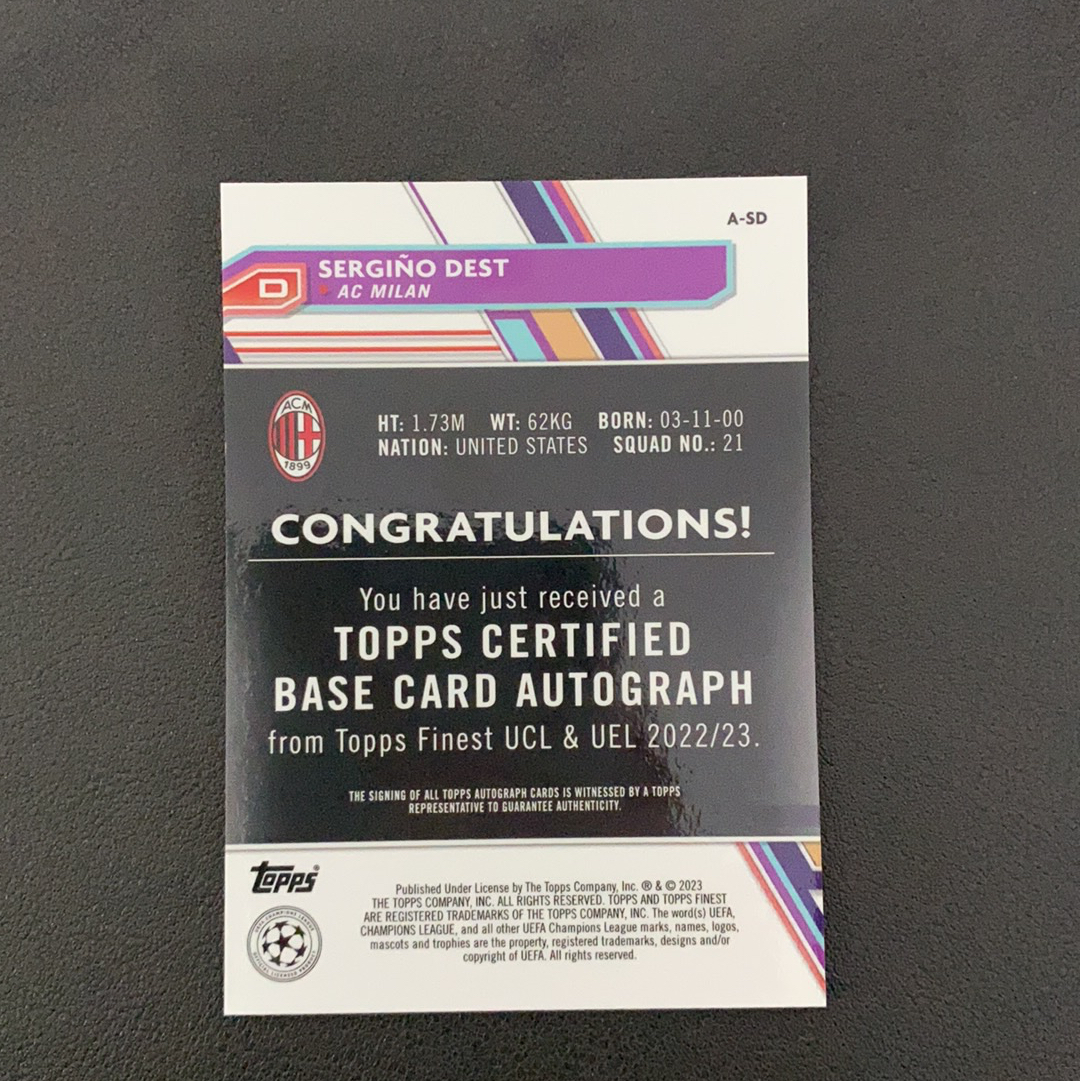 A-SD
D
SERGIÑO DEST
AC MILAN
ACM
1899
HT: 1.73M WT: 62KG BORN: 03-11-00
NATION: UNITED STATES SQUAD NO.: 21
CONGRATULATIONS!
You have just received a
TOPPS CERTIFIED
BASE CARD AUTOGRAPH
from Topps Finest UCL & UEL 2022/23.
THE SIGNING OF ALL TOPPS AUTOGRAPH CARDS IS WITNESSED BY A TOPPS
REPRESENTATIVE TO GUARANTEE AUTHENTICITY.
Topps®
UEFA CHAMPIONS LEAGUE
OFFICIAL LICENSED PRODUCT
Published Under License by The Topps Company, Inc. ® & © 2023
THE TOPPS COMPANY, INC. ALL RIGHTS RESERVED. TOPPS AND TOPPS FINEST
ARE REGISTERED TRADEMARKS OF THE TOPPS COMPANY, INC. The word(s) UEFA,
CHAMPIONS LEAGUE, and all other UEFA Champions League marks, names, logos,
mascots and trophies are the property, registered trademarks, designs and/or
copyright of UEFA. All rights reserved.